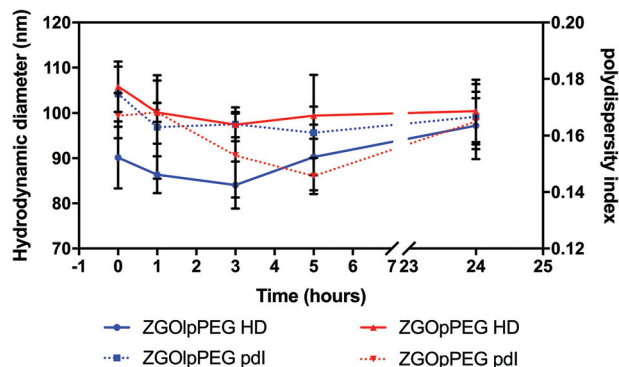 Hydrodynamic diameter (nm)
120
110
100
90
80
70
polydispersity index
0.20
0.18
0.16
0.14
0.12
-1 0 1 2 3 4 5 6 7 23 24 25
Time (hours)
ZGOlpPEG HD
ZGOpPEG HD
ZGOlpPEG pdI
ZGOpPEG pdI